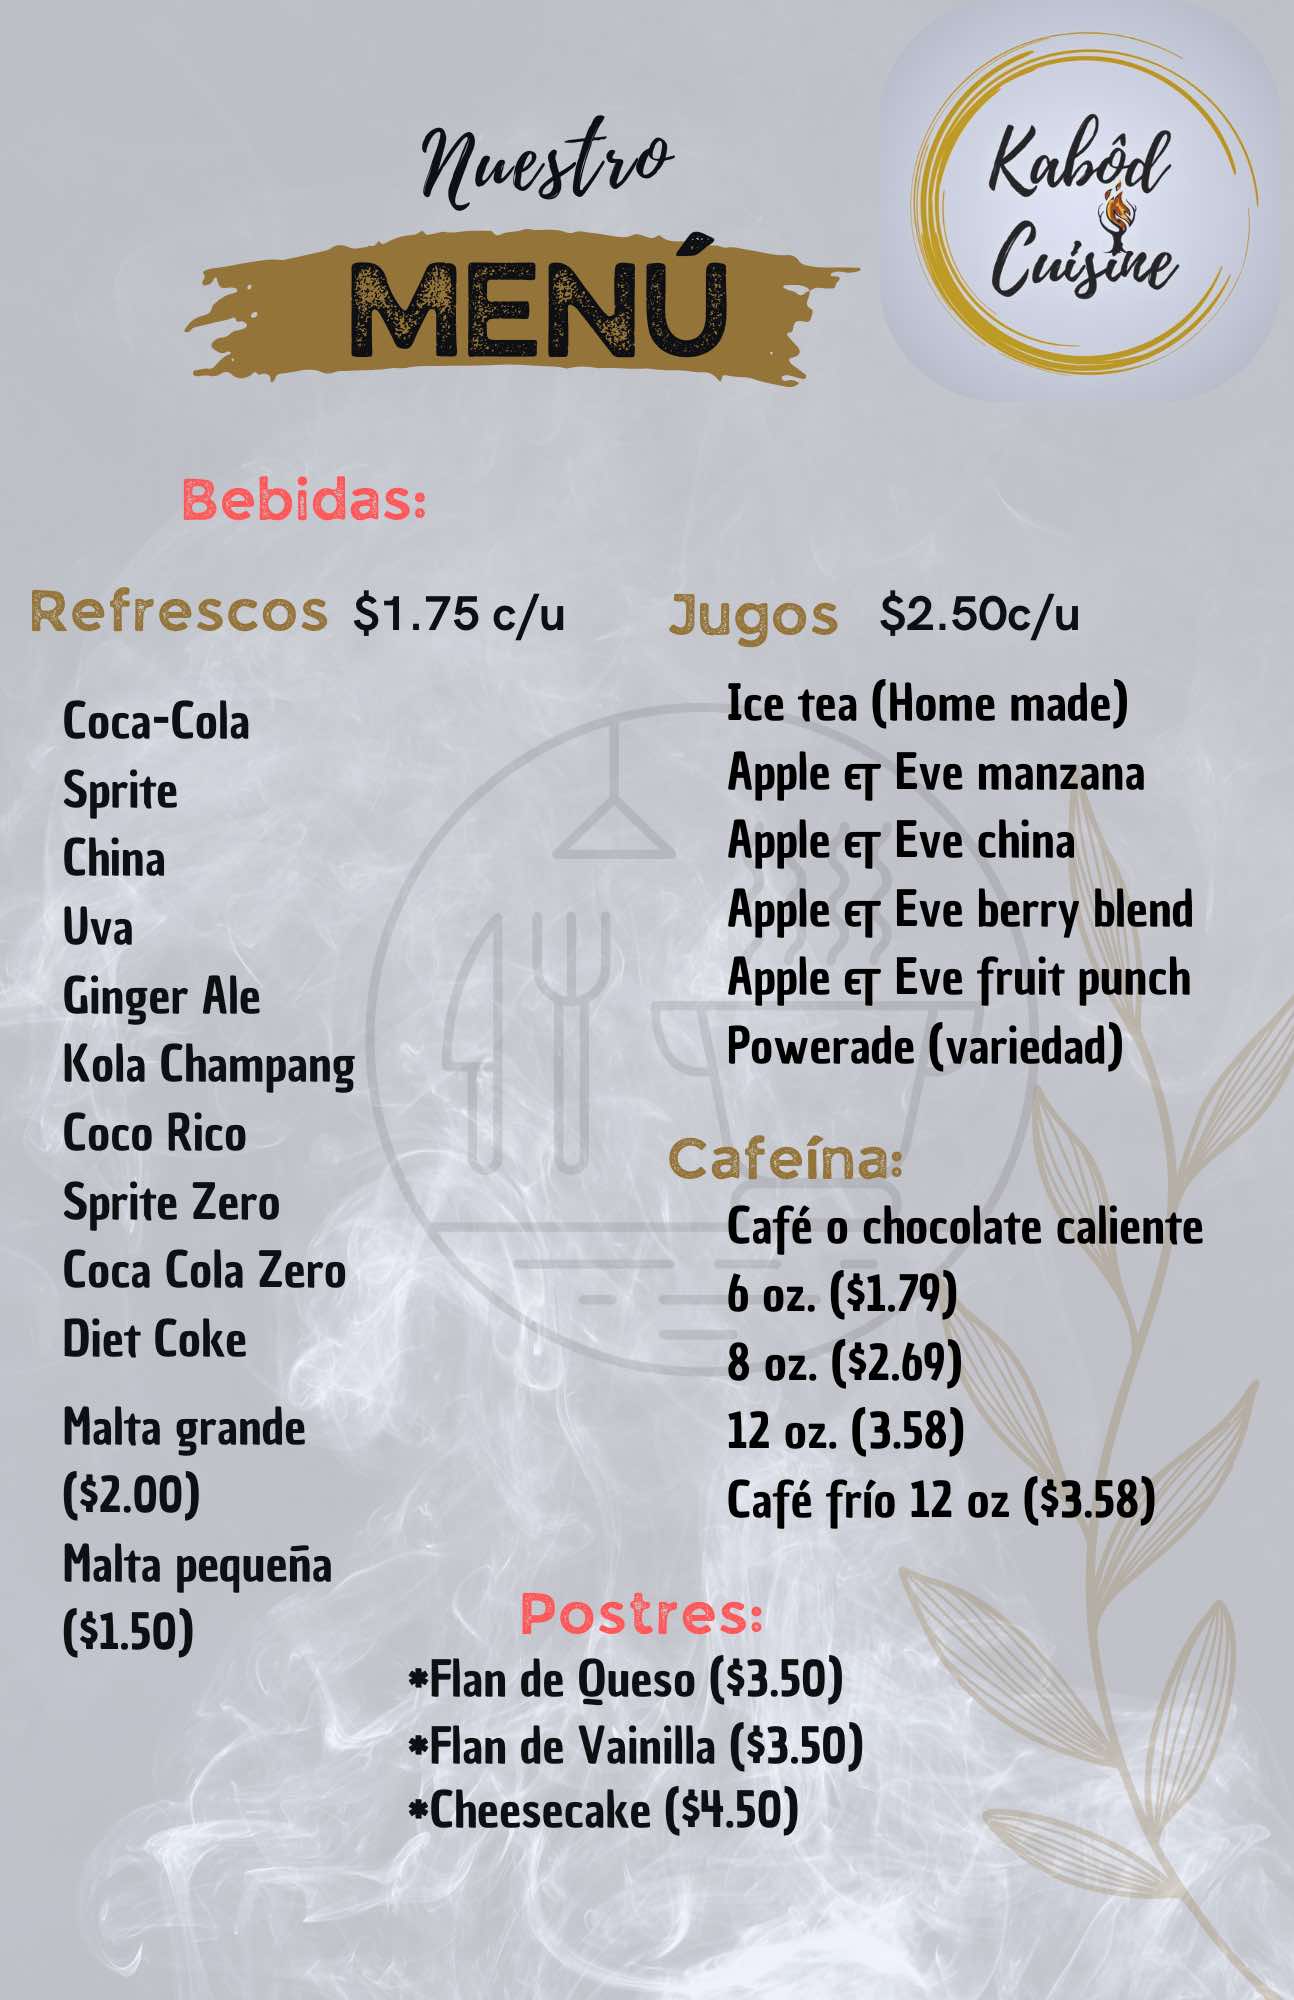 Nuestro
MENÚ
Kabôd
Cuisine
Bebidas:
Refrescos $1.75 c/u
Coca-Cola
Sprite
China
Uva
Ginger Ale
Kola Champang
Coco Rico
Sprite Zero
Coca Cola Zero
Diet Coke
Malta grande
($2.00)
Malta pequeña
($1.50)
Jugos $2.50c/u
Ice tea (Home made)
Apple & Eve manzana
Apple & Eve china
Apple & Eve berry blend
Apple & Eve fruit punch
Powerade (variedad)
Cafeína:
Café o chocolate caliente
6 oz. ($1.79)
8 oz. ($2.69)
12 oz. (3.58)
Café frío 12 oz ($3.58)
Postres:
*Flan de Queso ($3.50)
*Flan de Vainilla ($3.50)
*Cheesecake ($4.50)